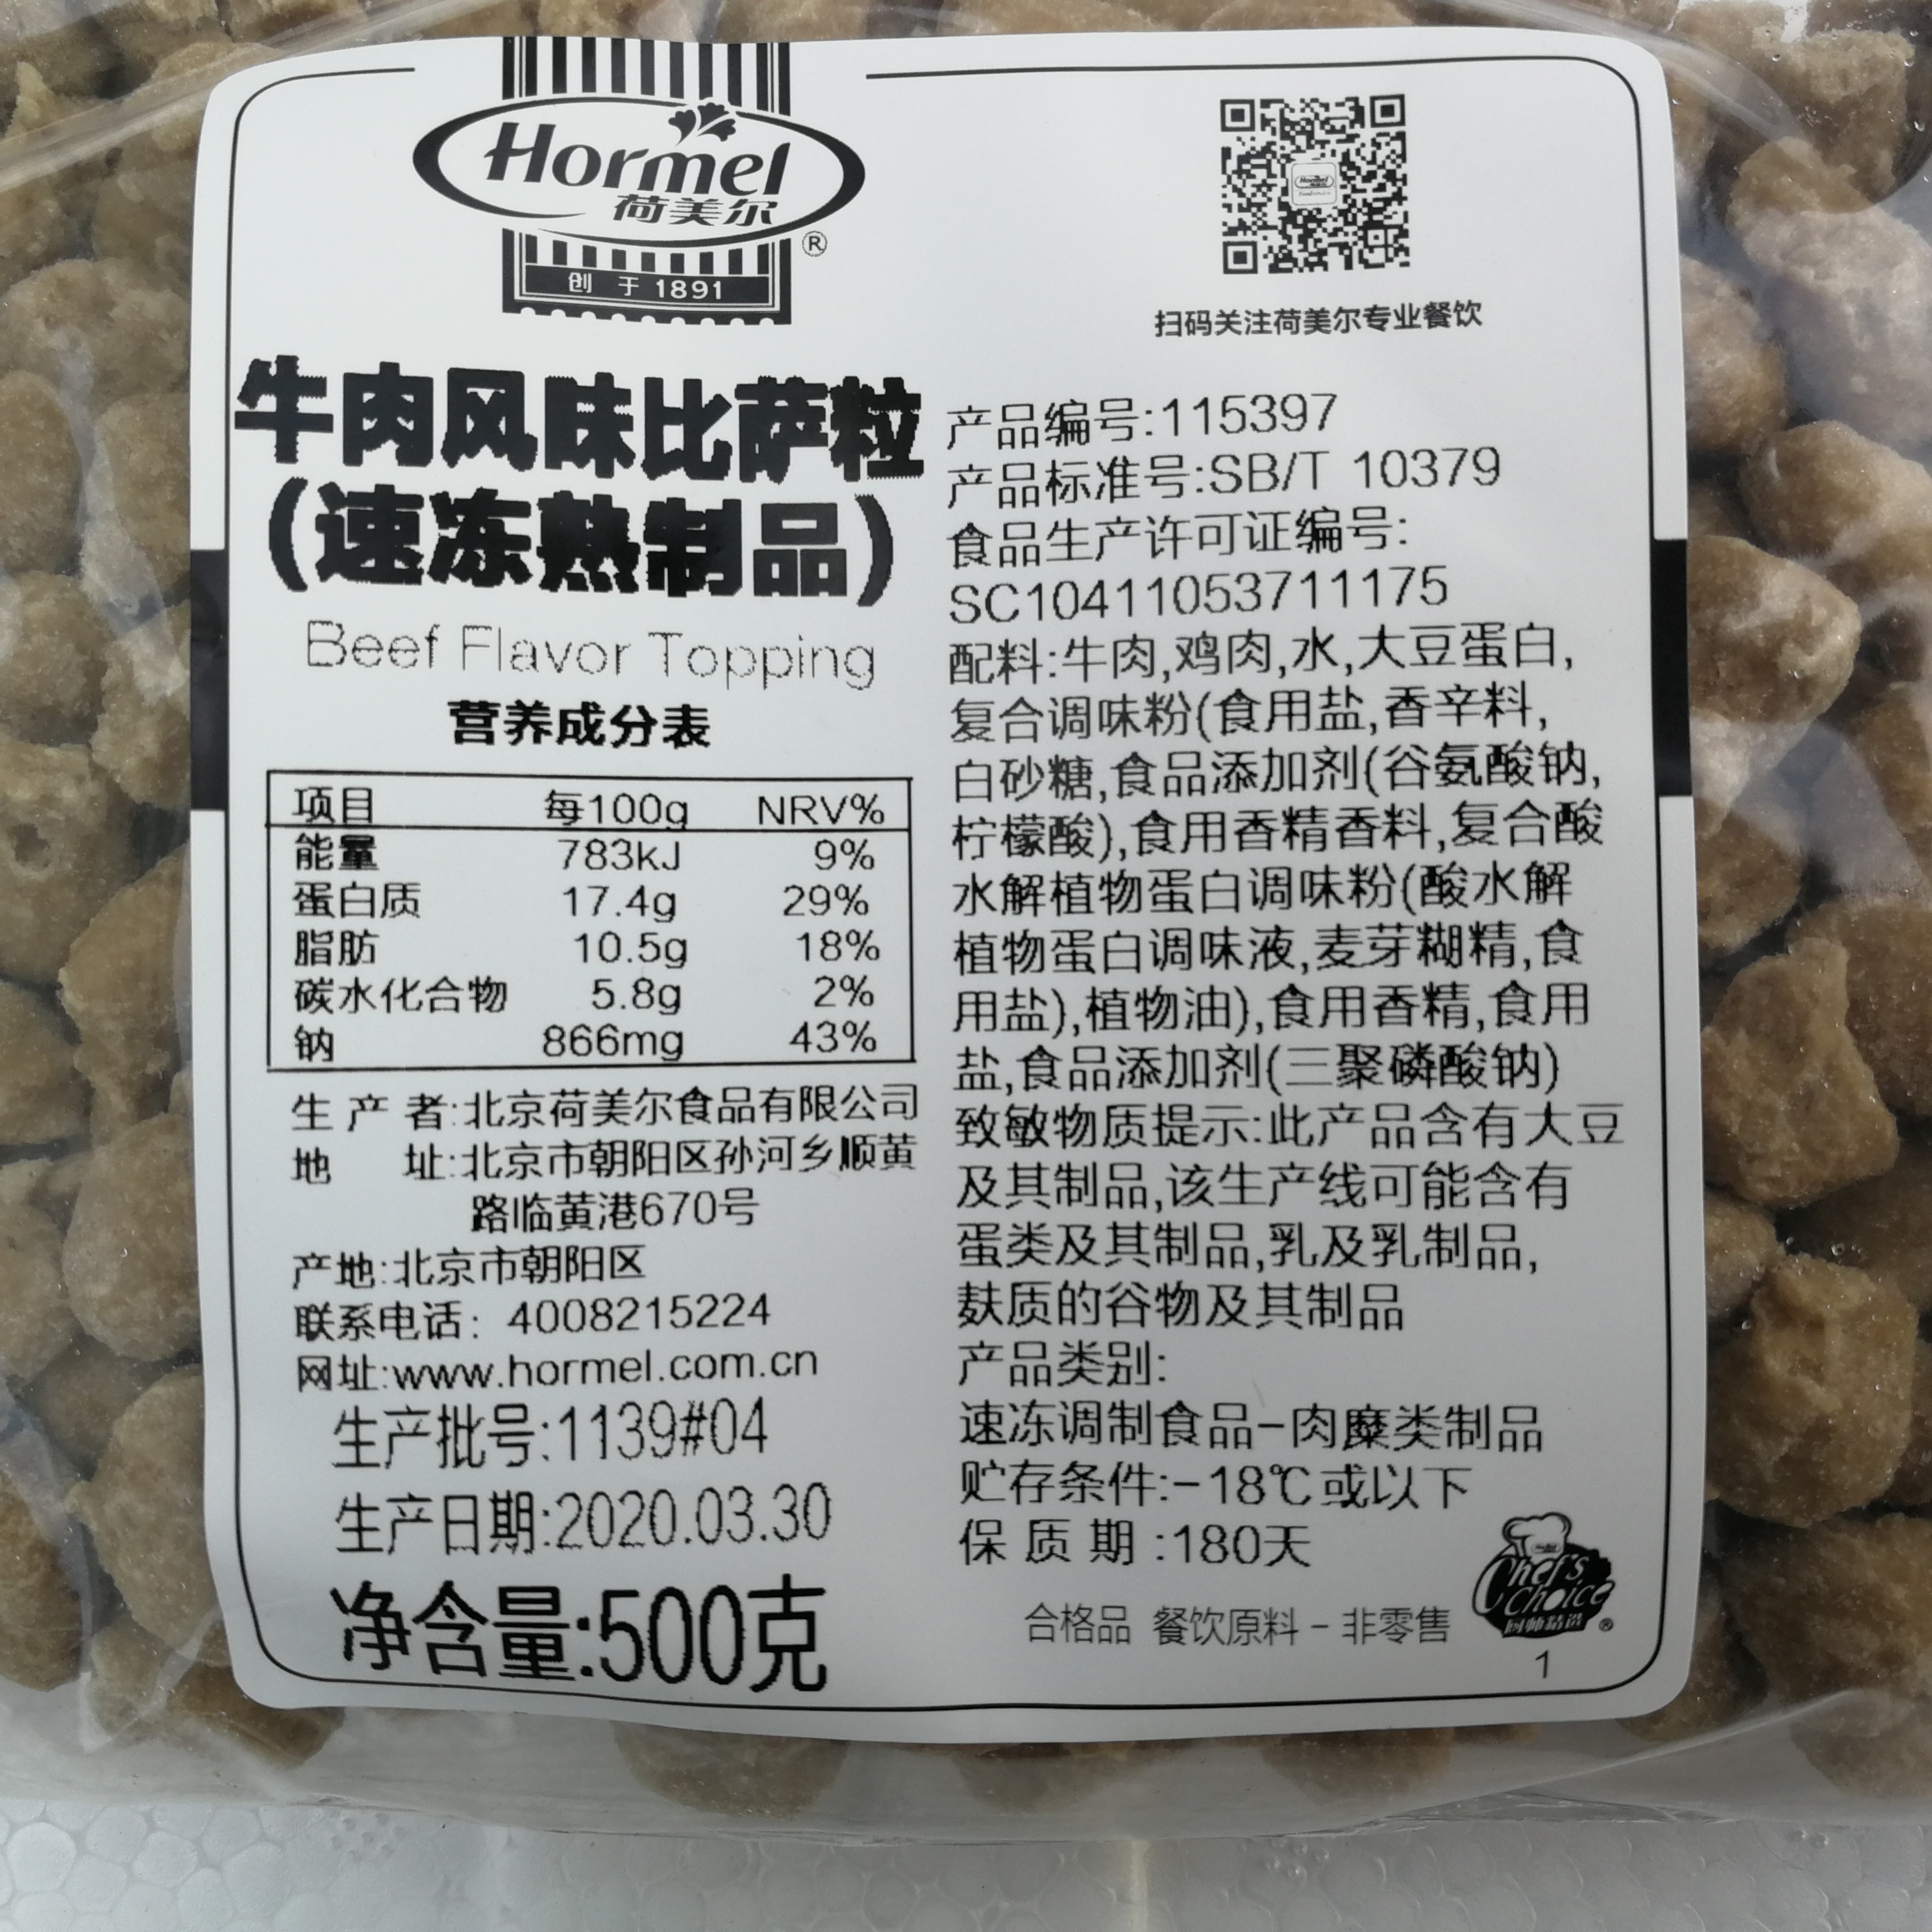 Hormel
荷美尔
®
创 于 1891
扫码关注荷美尔专业餐饮
牛肉风味比萨粒
(速冻熟制品)
Beef Flavor Topping
营养成分表
项目 每100g NRV%
能量 783kJ 9%
蛋白质 17.4g 29%
脂肪 10.5g 18%
碳水化合物 5.8g 2%
钠 866mg 43%
生产者:北京荷美尔食品有限公司
地 址:北京市朝阳区孙河乡顺黄
路临黄港670号
产地:北京市朝阳区
联系电话: 4008215224
网址:www.hormel.com.cn
生产批号:1139#04
生产日期:2020.03.30
净含量:500克
产品编号:115397
产品标准号:SB/T 10379
食品生产许可证编号:
SC10411053711175
配料:牛肉,鸡肉,水,大豆蛋白,
复合调味粉(食用盐,香辛料,
白砂糖,食品添加剂(谷氨酸钠,
柠檬酸),食用香精香料,复合酸
水解植物蛋白调味粉(酸水解
植物蛋白调味液,麦芽糊精,食
用盐),植物油),食用香精,食用
盐,食品添加剂(三聚磷酸钠)
致敏物质提示:此产品含有大豆
及其制品,该生产线可能含有
蛋类及其制品,乳及乳制品,
麸质的谷物及其制品
产品类别:
速冻调制食品-肉糜类制品
贮存条件:-18℃或以下
保 质 期 :180天
合格品 餐饮原料 - 非零售
Chef's
Choice
厨师精选
®
1